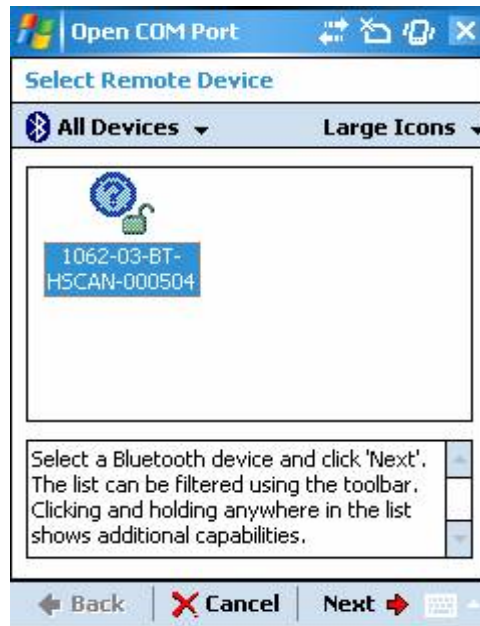 Open COM Port
Select Remote Device
All Devices
Large Icons
1062-03-BT-
HSCAN-000504
Select a Bluetooth device and click 'Next'.
The list can be filtered using the toolbar.
Clicking and holding anywhere in the list
shows additional capabilities.
Back
Cancel
Next